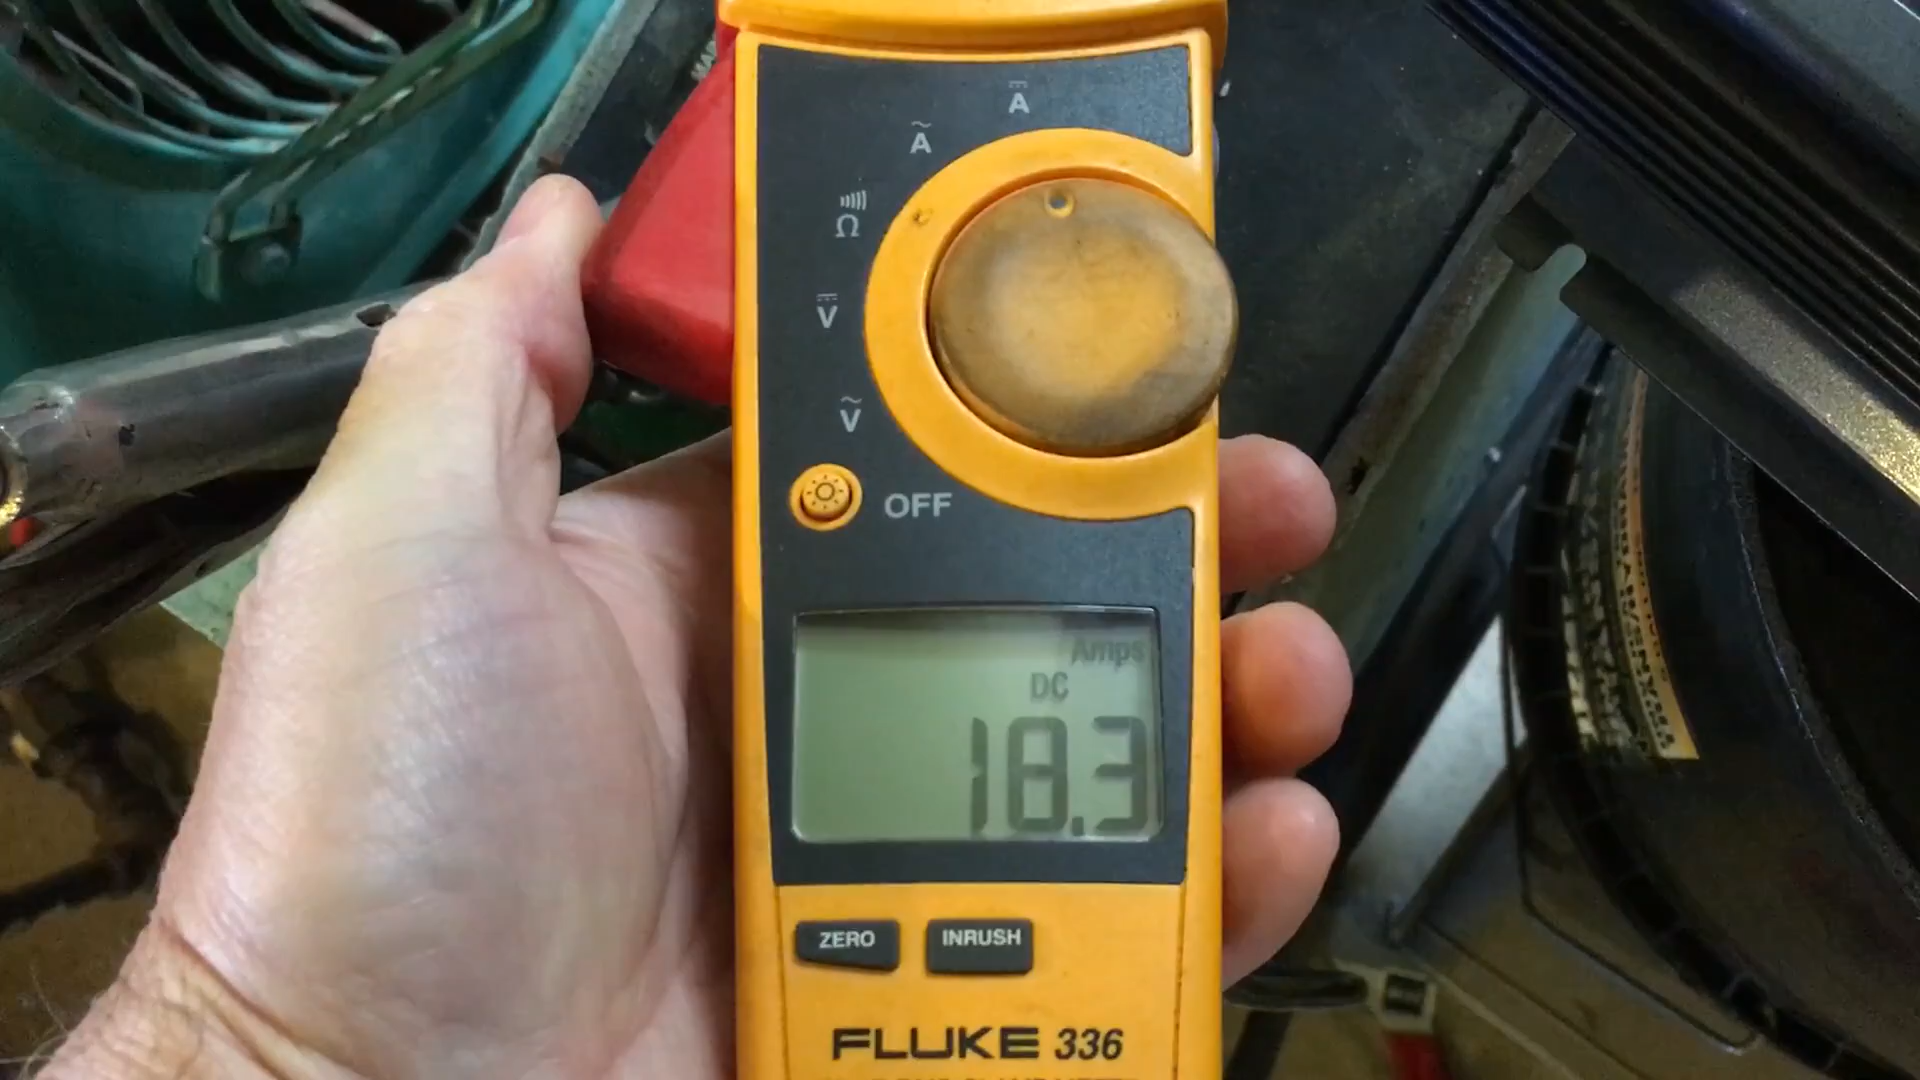 A
A
Ω
V
V
OFF
Amps
DC
18.3
ZERO INRUSH
FLUKE 336